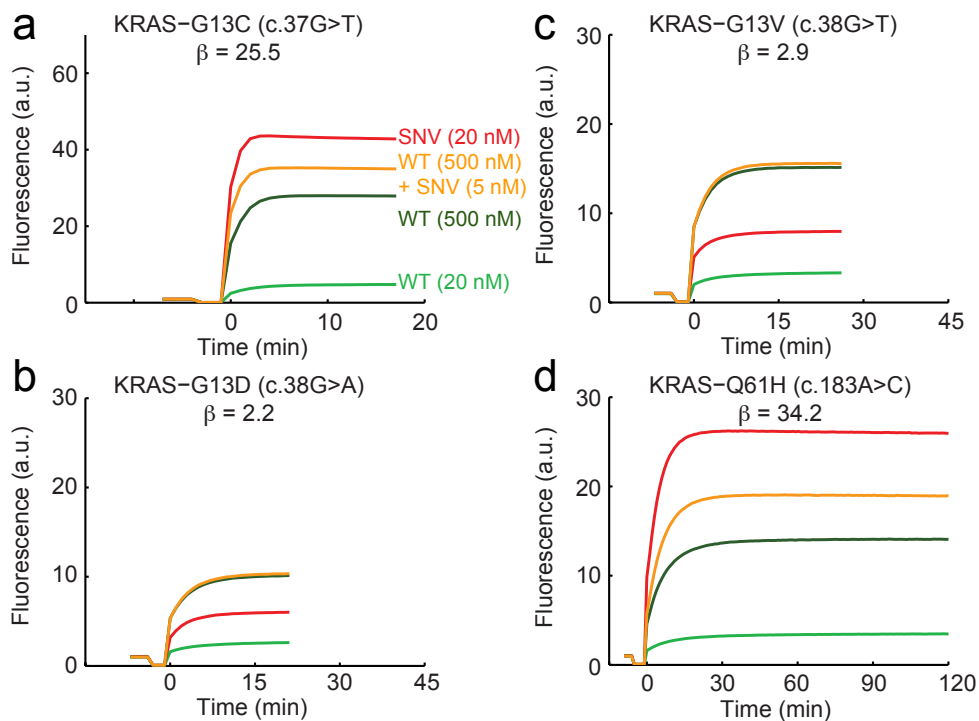 a
KRAS−G13C (c.37G>T)
β = 25.5
Fluorescence (a.u.)
60
40
20
0
SNV (20 nM)
WT (500 nM)
+ SNV (5 nM)
WT (500 nM)
WT (20 nM)
0 10 20
Time (min)
b
KRAS−G13D (c.38G>A)
β = 2.2
Fluorescence (a.u.)
30
20
10
0
0 15 30 45
Time (min)
c
KRAS−G13V (c.38G>T)
β = 2.9
Fluorescence (a.u.)
30
20
10
0
0 15 30 45
Time (min)
d
KRAS−Q61H (c.183A>C)
β = 34.2
Fluorescence (a.u.)
30
20
10
0
0 30 60 90 120
Time (min)